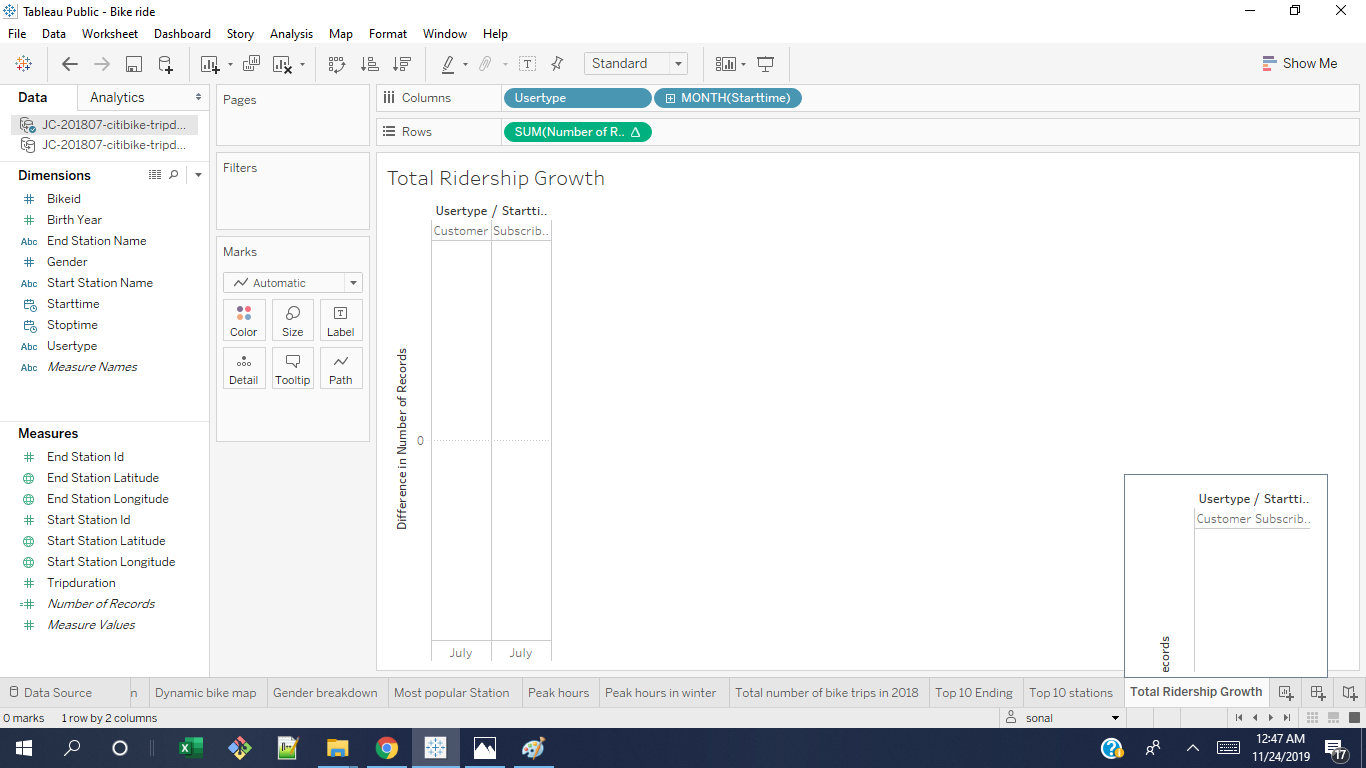 Tableau Public - Bike ride
File Data Worksheet Dashboard Story Analysis Map Format Window Help
Standard
Show Me
Data Analytics
JC-201807-citibike-tripd...
JC-201807-citibike-tripd...
Dimensions
Bikeid
Birth Year
Abc End Station Name
Gender
Abc Start Station Name
Starttime
Stoptime
Abc Usertype
Abc Measure Names
Measures
End Station Id
End Station Latitude
End Station Longitude
Start Station Id
Start Station Latitude
Start Station Longitude
Tripduration
Number of Records
Measure Values
Pages
Filters
Marks
Automatic
Color Size Label
Detail Tooltip Path
Columns Usertype MONTH(Starttime)
Rows SUM(Number of R.. Δ
Total Ridership Growth
Usertype / Startti..
Customer Subscrib..
Difference in Number of Records
0
July July
Usertype / Startti..
Customer Subscrib..
ecords
Data Source n Dynamic bike map Gender breakdown Most popular Station Peak hours Peak hours in winter Total number of bike trips in 2018 Top 10 Ending Top 10 stations Total Ridership Growth
0 marks 1 row by 2 columns sonal
12:47 AM
11/24/2019
17